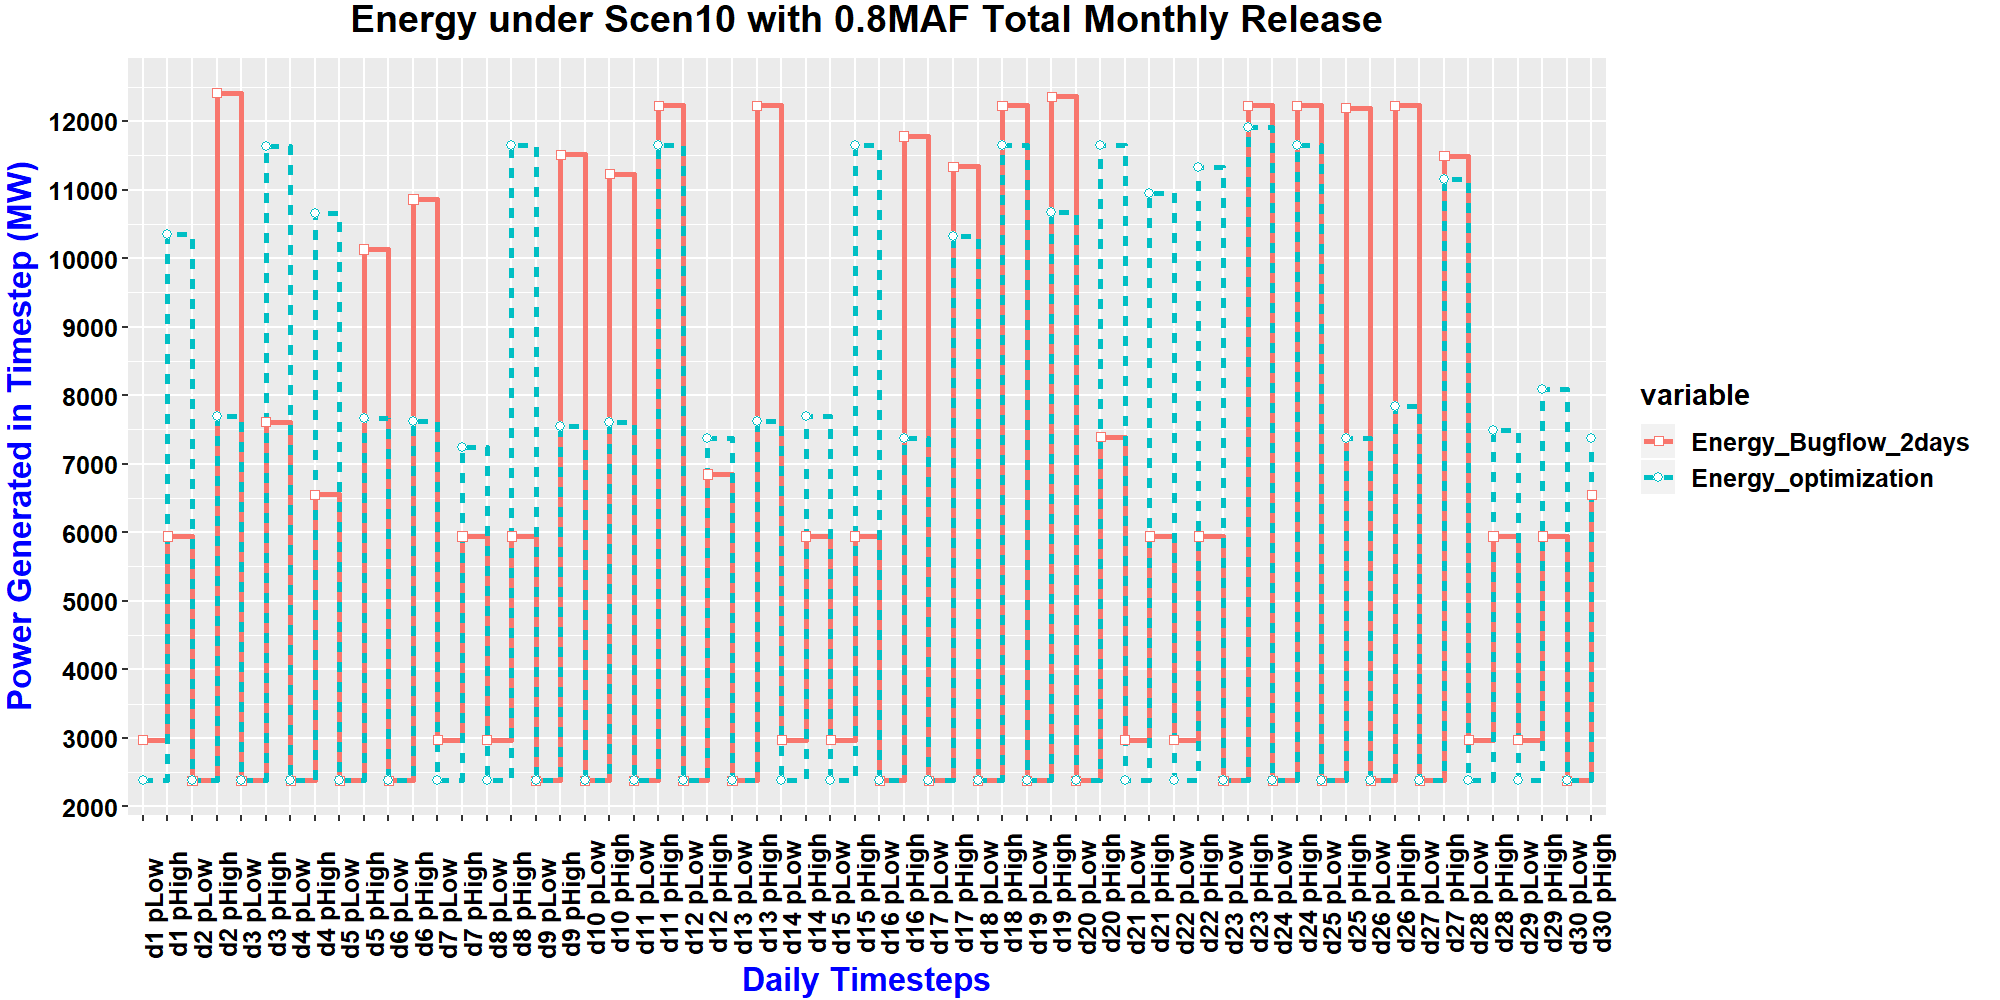 Energy under Scen10 with 0.8MAF Total Monthly Release
Power Generated in Timestep (MW)
12000
11000
10000
9000
8000
7000
6000
5000
4000
3000
2000
d1 pLow
d1 pHigh
d2 pLow
d2 pHigh
d3 pLow
d3 pHigh
d4 pLow
d4 pHigh
d5 pLow
d5 pHigh
d6 pLow
d6 pHigh
d7 pLow
d7 pHigh
d8 pLow
d8 pHigh
d9 pLow
d9 pHigh
d10 pLow
d10 pHigh
d11 pLow
d11 pHigh
d12 pLow
d12 pHigh
d13 pLow
d13 pHigh
d14 pLow
d14 pHigh
d15 pLow
d15 pHigh
d16 pLow
d16 pHigh
d17 pLow
d17 pHigh
d18 pLow
d18 pHigh
d19 pLow
d19 pHigh
d20 pLow
d20 pHigh
d21 pLow
d21 pHigh
d22 pLow
d22 pHigh
d23 pLow
d23 pHigh
d24 pLow
d24 pHigh
d25 pLow
d25 pHigh
d26 pLow
d26 pHigh
d27 pLow
d27 pHigh
d28 pLow
d28 pHigh
d29 pLow
d29 pHigh
d30 pLow
d30 pHigh
Daily Timesteps
variable
Energy_Bugflow_2days
Energy_optimization